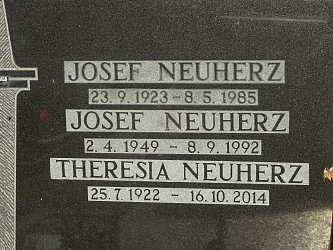 JOSEF NEUHERZ
23.9.1923-8.5.1985
JOSEF NEUHERZ
2.4.1949 - 8.9.1992
THERESIA NEUHERZ
25.7.1922 - 16.10.2014